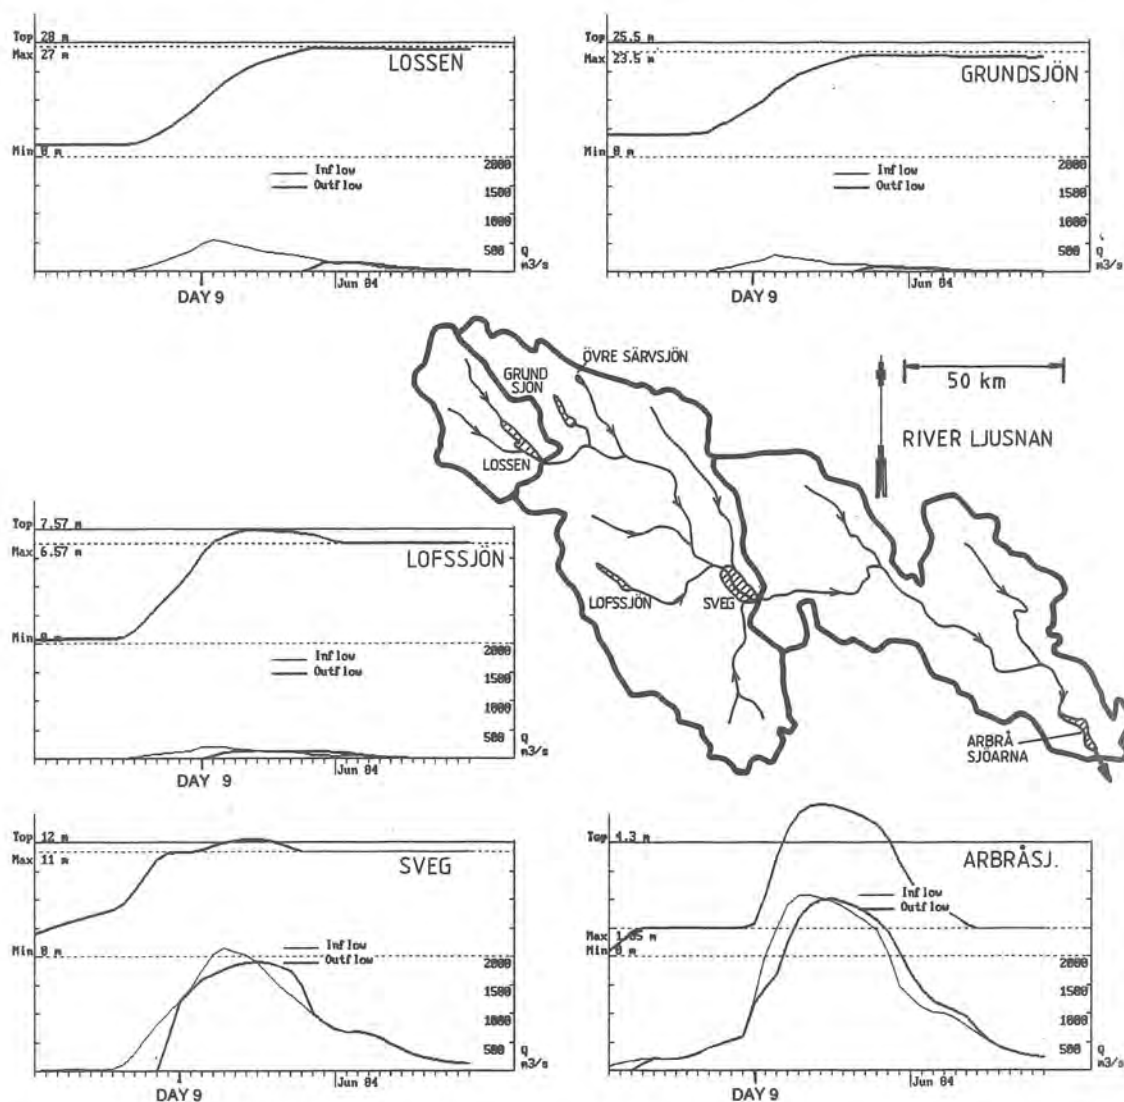 Top 28 m
Max 27 m
LOSSEN
Min 0 m
2000
Inflow
Outflow
1500
1000
500 Q
m3/s
DAY 9
Jun 84
Top 25.5 m
Max 23.5 m
GRUNDSJÖN
Min 0 m
2000
Inflow
Outflow
1500
1000
500 Q
m3/s
DAY 9
Jun 84
ÖVRE SÄRVSJÖN
GRUND
SJÖN
50 km
RIVER LJUSNAN
LOSSEN
LOFSSJÖN
SVEG
ARBRÅ
SJÖARNA
Top 7.57 m
Max 6.57 m
LOFSSJÖN
Min 0 m
2000
Inflow
Outflow
1500
1000
500 Q
m3/s
DAY 9
Jun 84
Top 12 m
Max 11 m
SVEG
Inflow
Min 0 m
Outflow
2000
1500
1000
500 Q
m3/s
DAY 9
Jun 84
Top 4.3 m
ARBRÅSJ.
Inflow
Outflow
Max 1.05 m
Min 0 m
2000
1500
1000
500 Q
m3/s
DAY 9
Jun 84